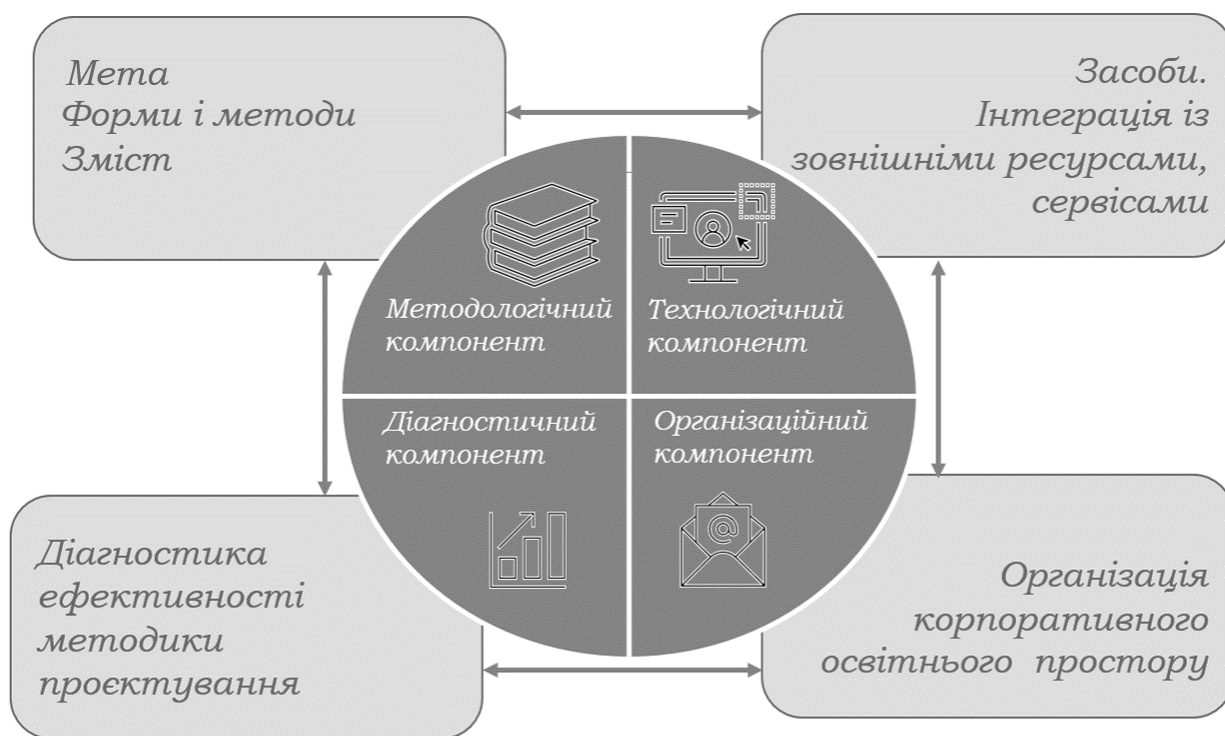 Мета
Форми і методи
Зміст
Засоби.
Інтеграція із
зовнішніми ресурсами,
сервісами
Методологічний
компонент
Технологічний
компонент
Діагностичний
компонент
Організаційний
компонент
@
Діагностика
ефективності
методики
проєктування
Організація
корпоративного
освітнього простору